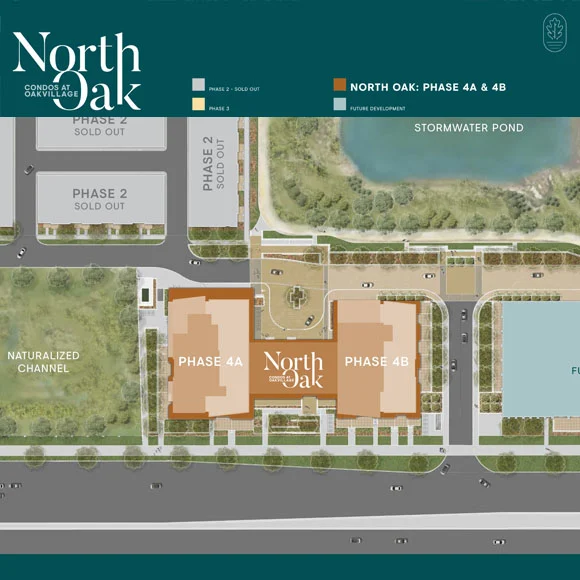 North
CONDOS AT
OAKVILLAGE
Oak
PHASE 2 - SOLD OUT
PHASE 3
NORTH OAK: PHASE 4A & 4B
FUTURE DEVELOPMENT
PHASE 2
SOLD OUT
PHASE 2
SOLD OUT
STORMWATER POND
PHASE 2
SOLD OUT
NATURALIZED
CHANNEL
PHASE 4A
North
CONDOS AT
OAKVILLAGE
Oak
PHASE 4B
FU